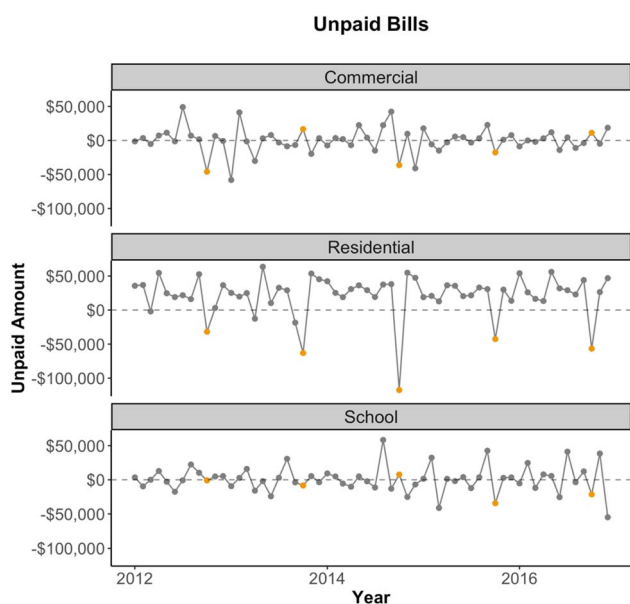 Unpaid Bills
Commercial
$50,000
$0
-$50,000
-$100,000
Residential
$50,000
$0
-$50,000
-$100,000
School
$50,000
$0
-$50,000
-$100,000
Unpaid Amount
2012 2014 2016
Year